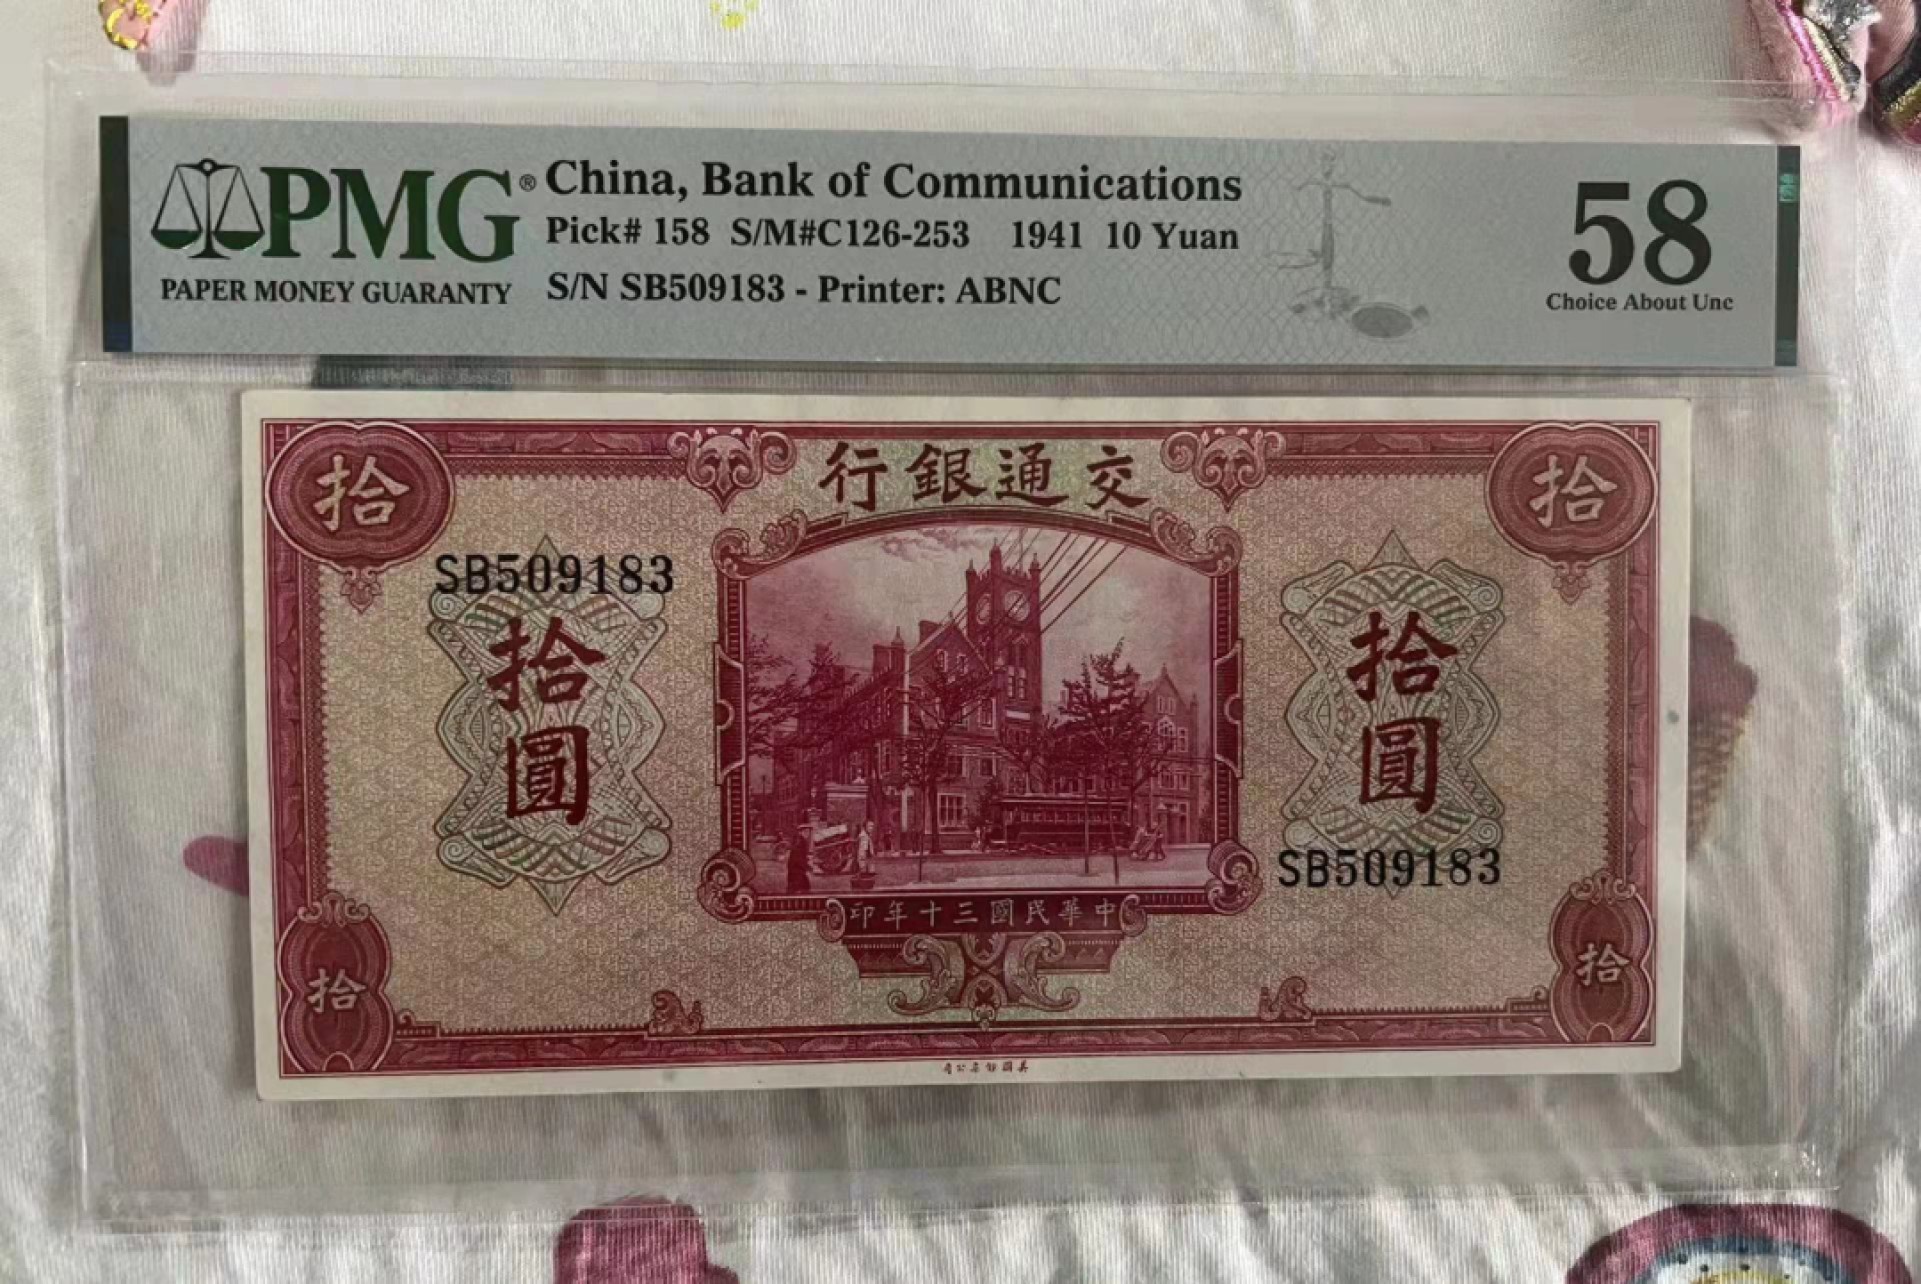 PMG®
PAPER MONEY GUARANTY
China, Bank of Communications
Pick# 158 S/M#C126-253 1941 10 Yuan
S/N SB509183 - Printer: ABNC
58
Choice About Unc
行銀通交
拾
拾
SB509183
拾圓
拾圓
SB509183
印年十三國民華中
拾
拾